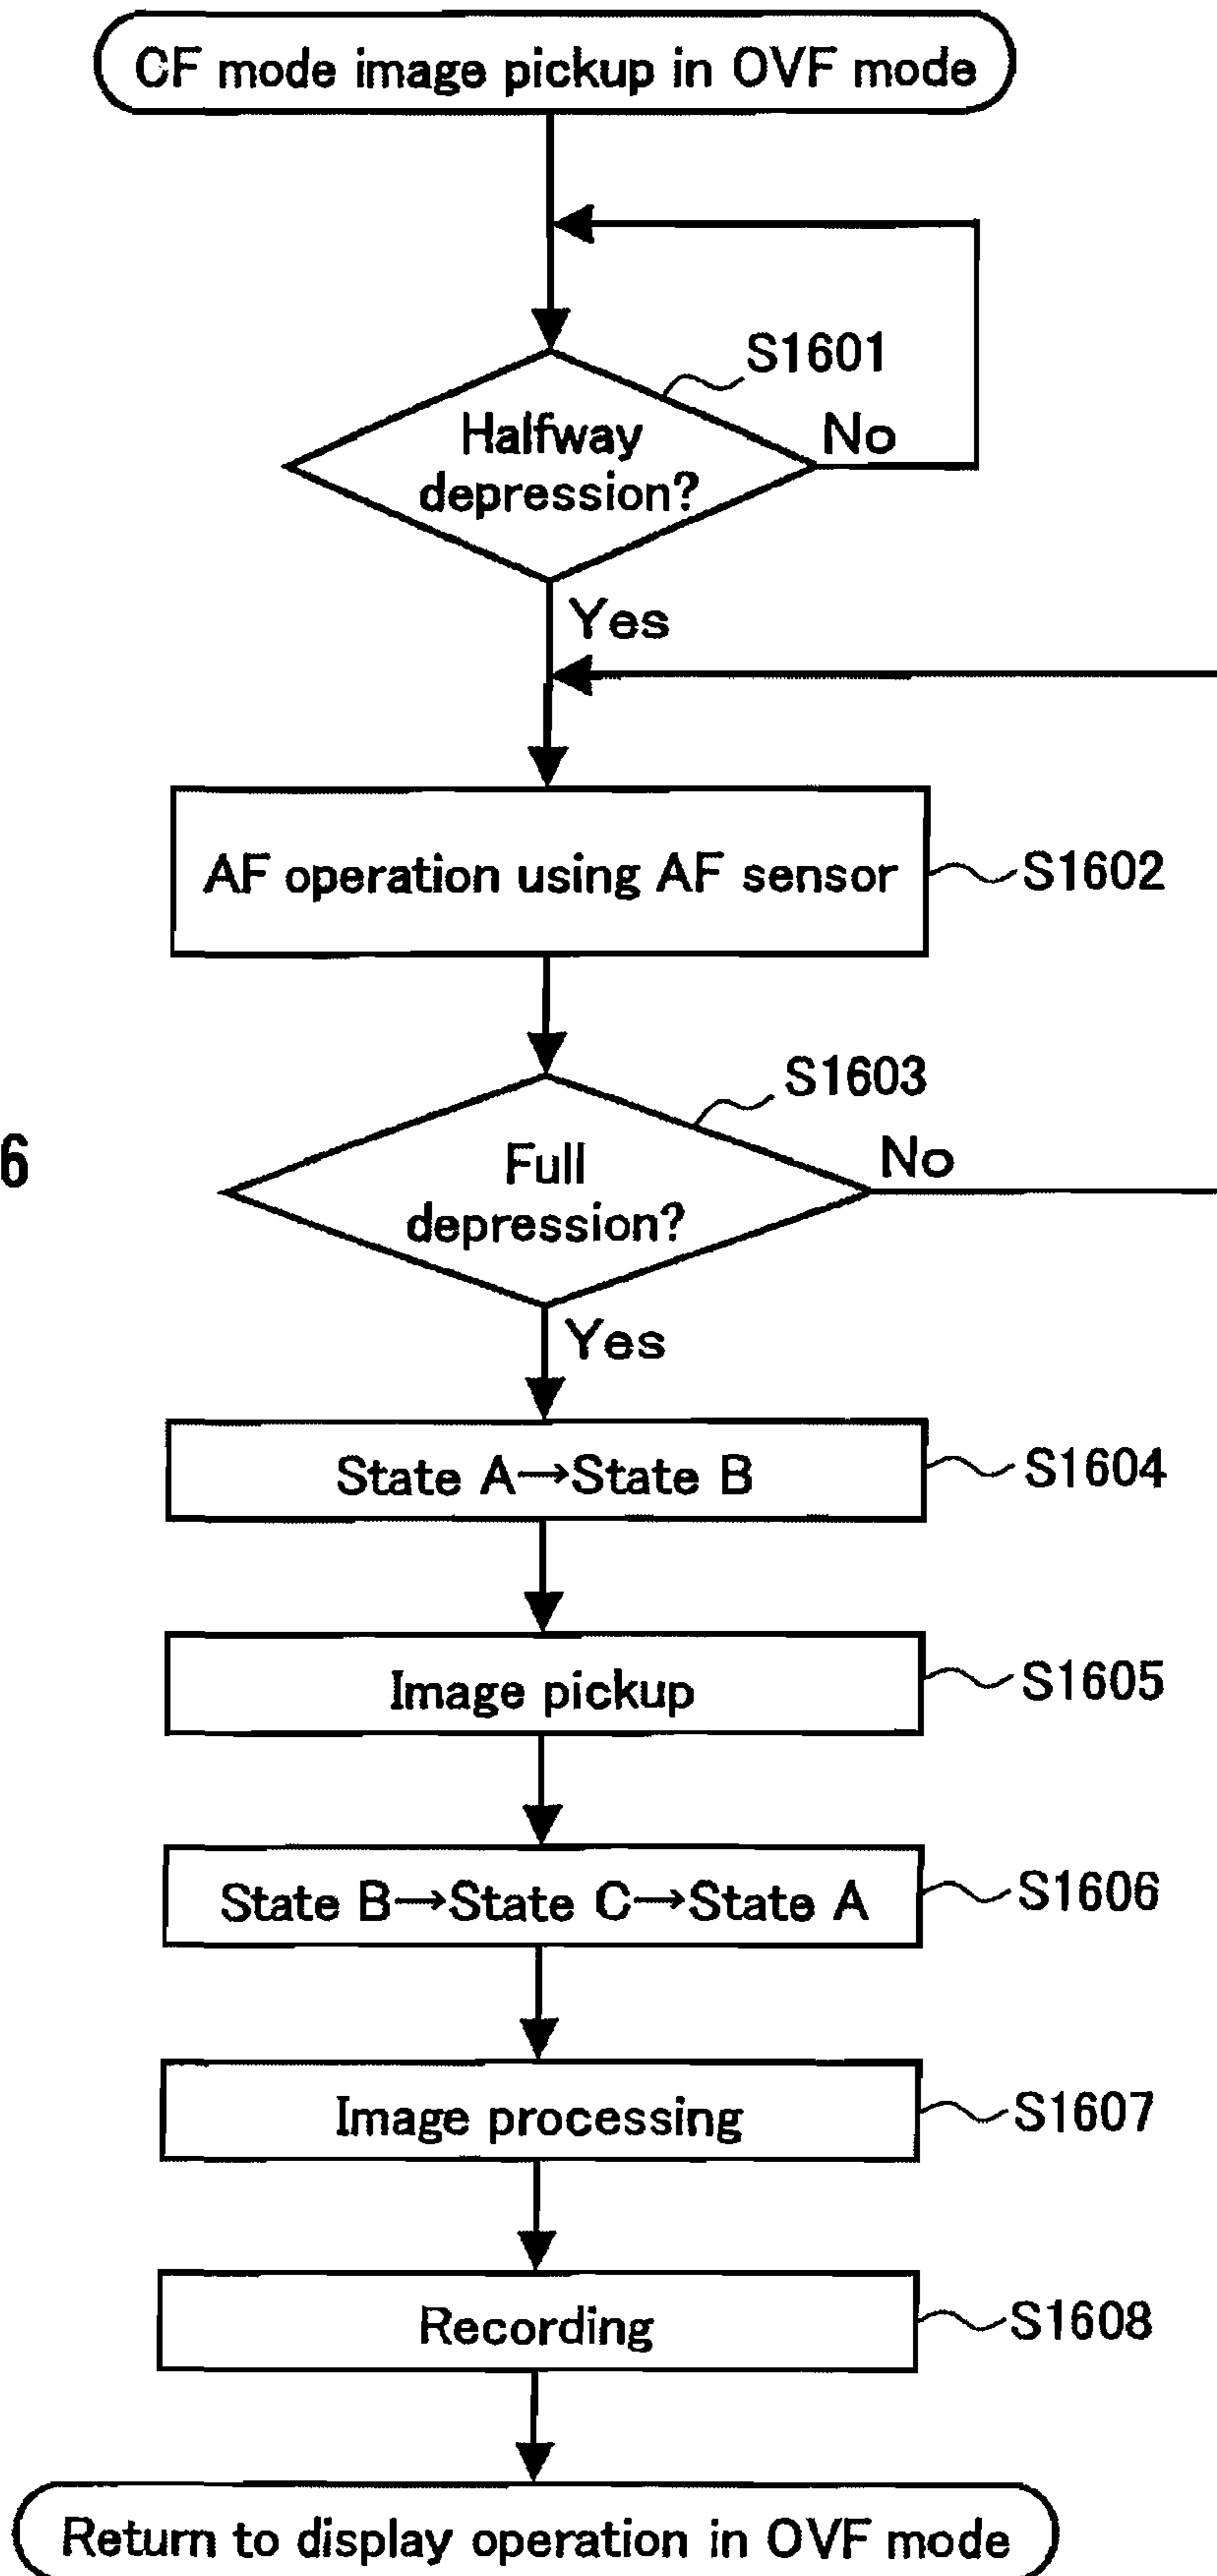 CF mode image pickup in OVF mode
S1601
Halfway
depression?
No
Yes
AF operation using AF sensor
S1602
S1603
6
Full
depression?
No
Yes
State A→State B
S1604
Image pickup
S1605
State B→State C→State A
S1606
Image processing
S1607
Recording
S1608
Return to display operation in OVF mode